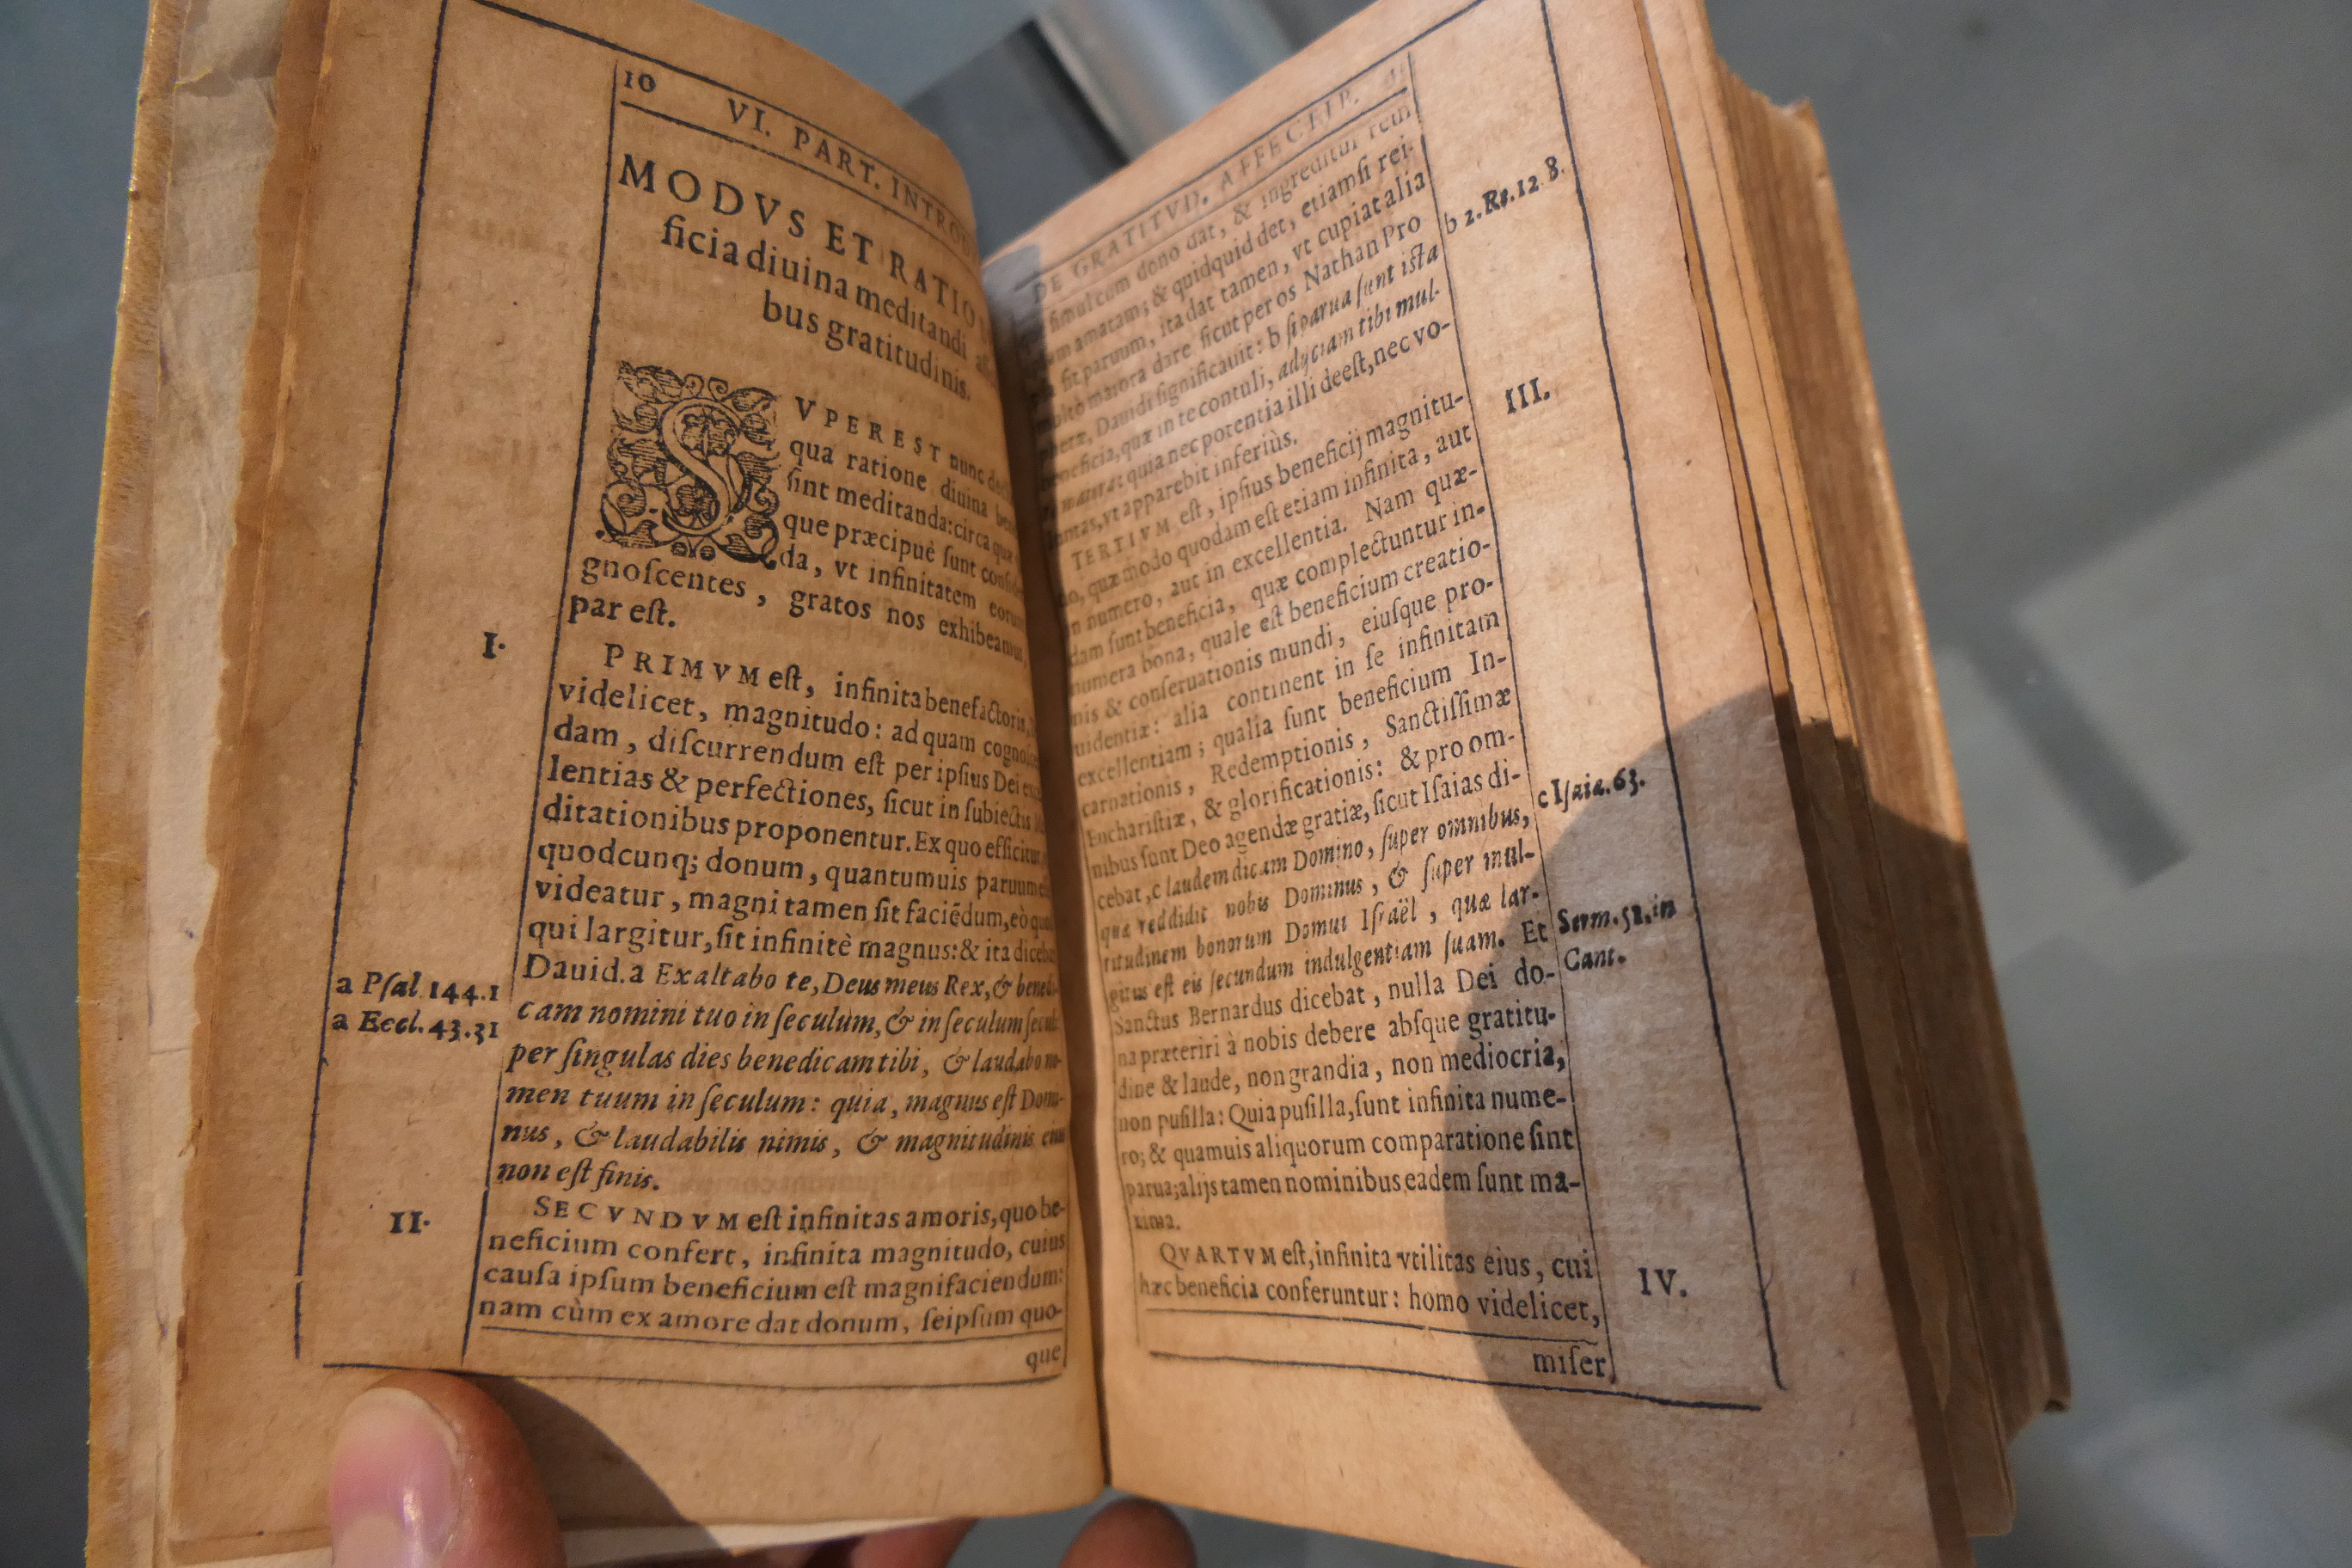 10 VI. PART. INTROD
MODVS ET RATIO
ficia diuina meditandi
bus gratitudinis.
SVPEREST nunc
qua ratione diuina
ſint meditanda: circa quæ
que præcipuè ſunt
da, vt infinitatem eorum
gnoſcentes, gratos nos exhibeamus,
par eſt.
I.
PRIMVM eſt, infinita benefactoris,
videlicet, magnitudo: ad quam
dam, diſcurrendum eſt per ipſius Dei
lentias & perfectiones, ſicut in ſubiectis
ditationibus proponentur. Ex quo efficitur,
quodcunq; donum, quantumuis paruum
videatur, magni tamen ſit faciēdum, eò
qui largitur, ſit infinitè magnus: & ita dicebat
a Pſal 144.1
Dauid. a Exaltabo te, Deus meus Rex, &
a Eccl. 43.31
cam nomini tuo in ſeculum, & in ſeculum
per ſingulas dies benedicam tibi, & laudabo no-
men tuum in ſeculum: quia, magnus eſt Domi-
nus, & laudabilis nimis, & magnitudinis eius
non eſt finis.
II.
SECVNDVM eſt infinitas amoris, quo be-
neficium confert, infinita magnitudo, cuius
cauſa ipſum beneficium eſt magnifaciendum:
nam cùm ex amore dat donum, ſeipſum quo-
que
DE GRATITVD. AFFECTIB.
ſimul cum dono dat, & ingreditur
amatam; & quidquid det, etiamſi rei-
ſit paruum, ita dat tamen, vt cupiat alia
multò maiora dare ſicut per os Nathan Pro
b 2. Re. 12 8.
phetæ, Dauidi ſignificauit: b ſi parua ſunt iſta
beneficia, quæ in te contuli, adijciam tibi mul-
quia nec potentia illi deeſt, nec vo-
luntas, vt apparebit inferiùs.
III.
TERTIVM eſt, ipſius beneficij magnitu-
do, quæ modo quodam eſt etiam infinita, aut
in numero, aut in excellentia. Nam quæ-
dam ſunt beneficia, quæ complectuntur in-
numera bona, quale eſt beneficium creatio-
nis & conſeruationis mundi, eiuſque pro-
uidentiæ: alia continent in ſe infinitam
excellentiam; qualia ſunt beneficium In-
carnationis, Redemptionis, Sanctiſſimæ
Euchariſtiæ, & glorificationis: & pro om-
nibus ſunt Deo agendæ gratiæ, ſicut Iſaias di-
c Iſaia. 63.
cebat, c laudem dicam Domino, ſuper omnibus,
quæ reddidit nobis Dominus, & ſuper mul-
titudinem bonorum Domui Iſraël, quæ lar-
gitus eſt eis ſecundum indulgentiam ſuam. Et
Serm. 52. in
Cant.
Sanctus Bernardus dicebat, nulla Dei do-
na præteriri à nobis debere abſque gratitu-
dine & laude, non grandia, non mediocria,
non puſilla: Quia puſilla, ſunt infinita nume-
ro; & quamuis aliquorum comparatione ſint
parua; alijs tamen nominibus eadem ſunt ma-
xima.
IV.
QVARTVM eſt, infinita vtilitas eius, cui
hæc beneficia conferuntur: homo videlicet,
miſer